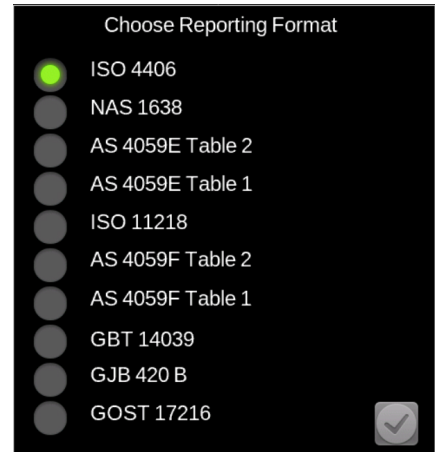 Choose Reporting Format
ISO 4406
NAS 1638
AS 4059E Table 2
AS 4059E Table 1
ISO 11218
AS 4059F Table 2
AS 4059F Table 1
GBT 14039
GJB 420 B
GOST 17216